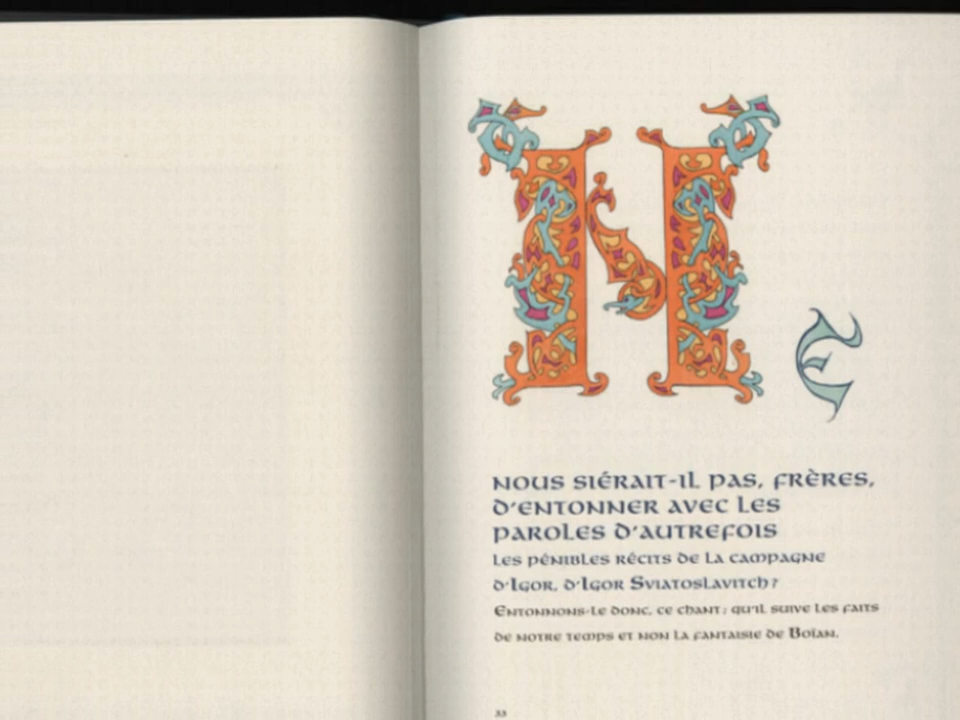 NE
NOUS SIÉRAIT-IL PAS, FRÈRES,
D'ENTONNER AVEC LES
PAROLES D'AUTREFOIS
LES PÉNIBLES RÉCITS DE LA CAMPAGNE
D'IGOR, D'IGOR SVIATOSLAVITCH?
ENTONNONS-LE DONC, CE CHANT; QU'IL SUIVE LES FAITS
DE NOTRE TEMPS ET NON LA FANTAISIE DE BOÏAN.